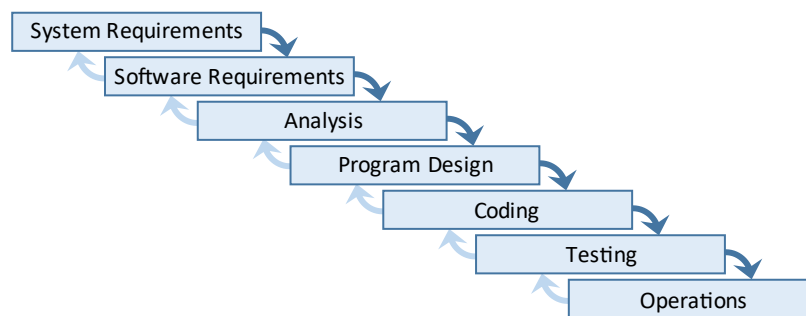 System Requirements
Software Requirements
Analysis
Program Design
Coding
Testing
Operations